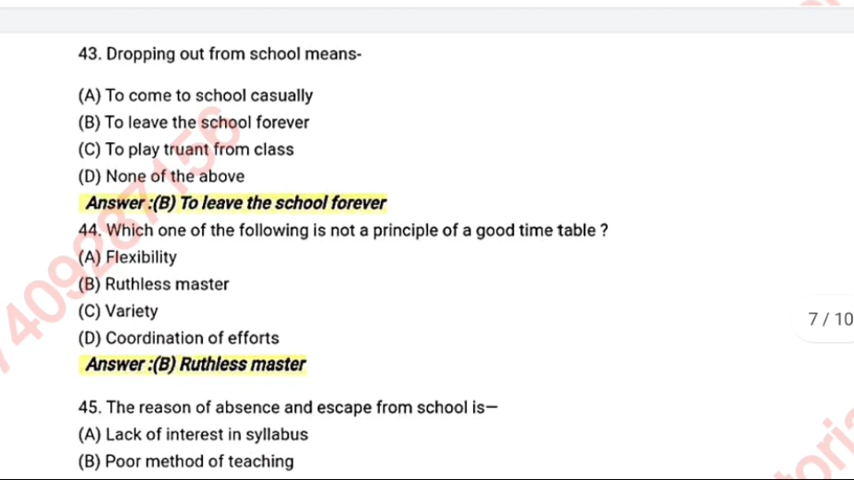 43. Dropping out from school means-
(A) To come to school casually
(B) To leave the school forever
(C) To play truant from class
(D) None of the above
Answer :(B) To leave the school forever
44. Which one of the following is not a principle of a good time table ?
(A) Flexibility
(B) Ruthless master
(C) Variety
(D) Coordination of efforts
Answer :(B) Ruthless master
7 / 10
45. The reason of absence and escape from school is—
(A) Lack of interest in syllabus
(B) Poor method of teaching
7409287156